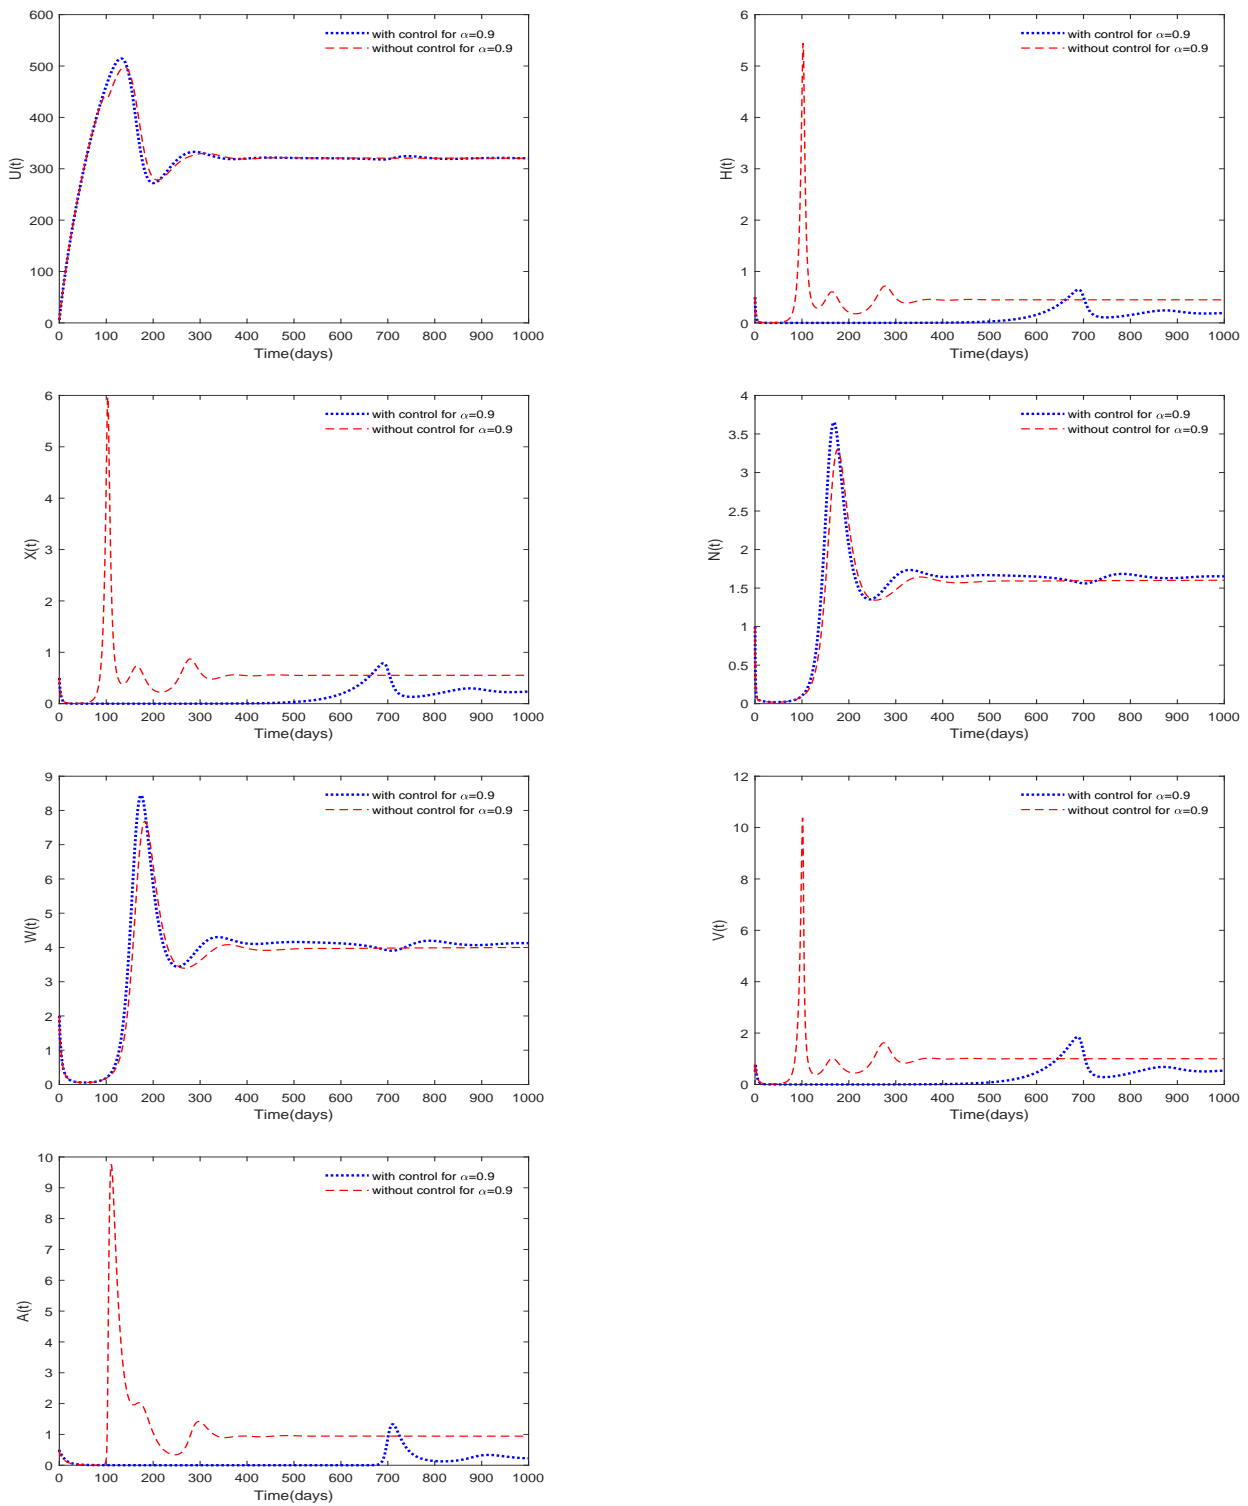 600
500
400
300
200
100
0
U(t)
with control for α=0.9
without control for α=0.9
0 100 200 300 400 500 600 700 800 900 1000
Time(days)
6
5
4
3
2
1
0
H(t)
with control for α=0.9
without control for α=0.9
0 100 200 300 400 500 600 700 800 900 1000
Time(days)
6
5
4
3
2
1
0
X(t)
with control for α=0.9
without control for α=0.9
0 100 200 300 400 500 600 700 800 900 1000
Time(days)
4
3.5
3
2.5
2
1.5
1
0.5
0
N(t)
with control for α=0.9
without control for α=0.9
0 100 200 300 400 500 600 700 800 900 1000
Time(days)
9
8
7
6
5
4
3
2
1
0
W(t)
with control for α=0.9
without control for α=0.9
0 100 200 300 400 500 600 700 800 900 1000
Time(days)
12
10
8
6
4
2
0
V(t)
with control for α=0.9
without control for α=0.9
0 100 200 300 400 500 600 700 800 900 1000
Time(days)
10
9
8
7
6
5
4
3
2
1
0
A(t)
with control for α=0.9
without control for α=0.9
0 100 200 300 400 500 600 700 800 900 1000
Time(days)